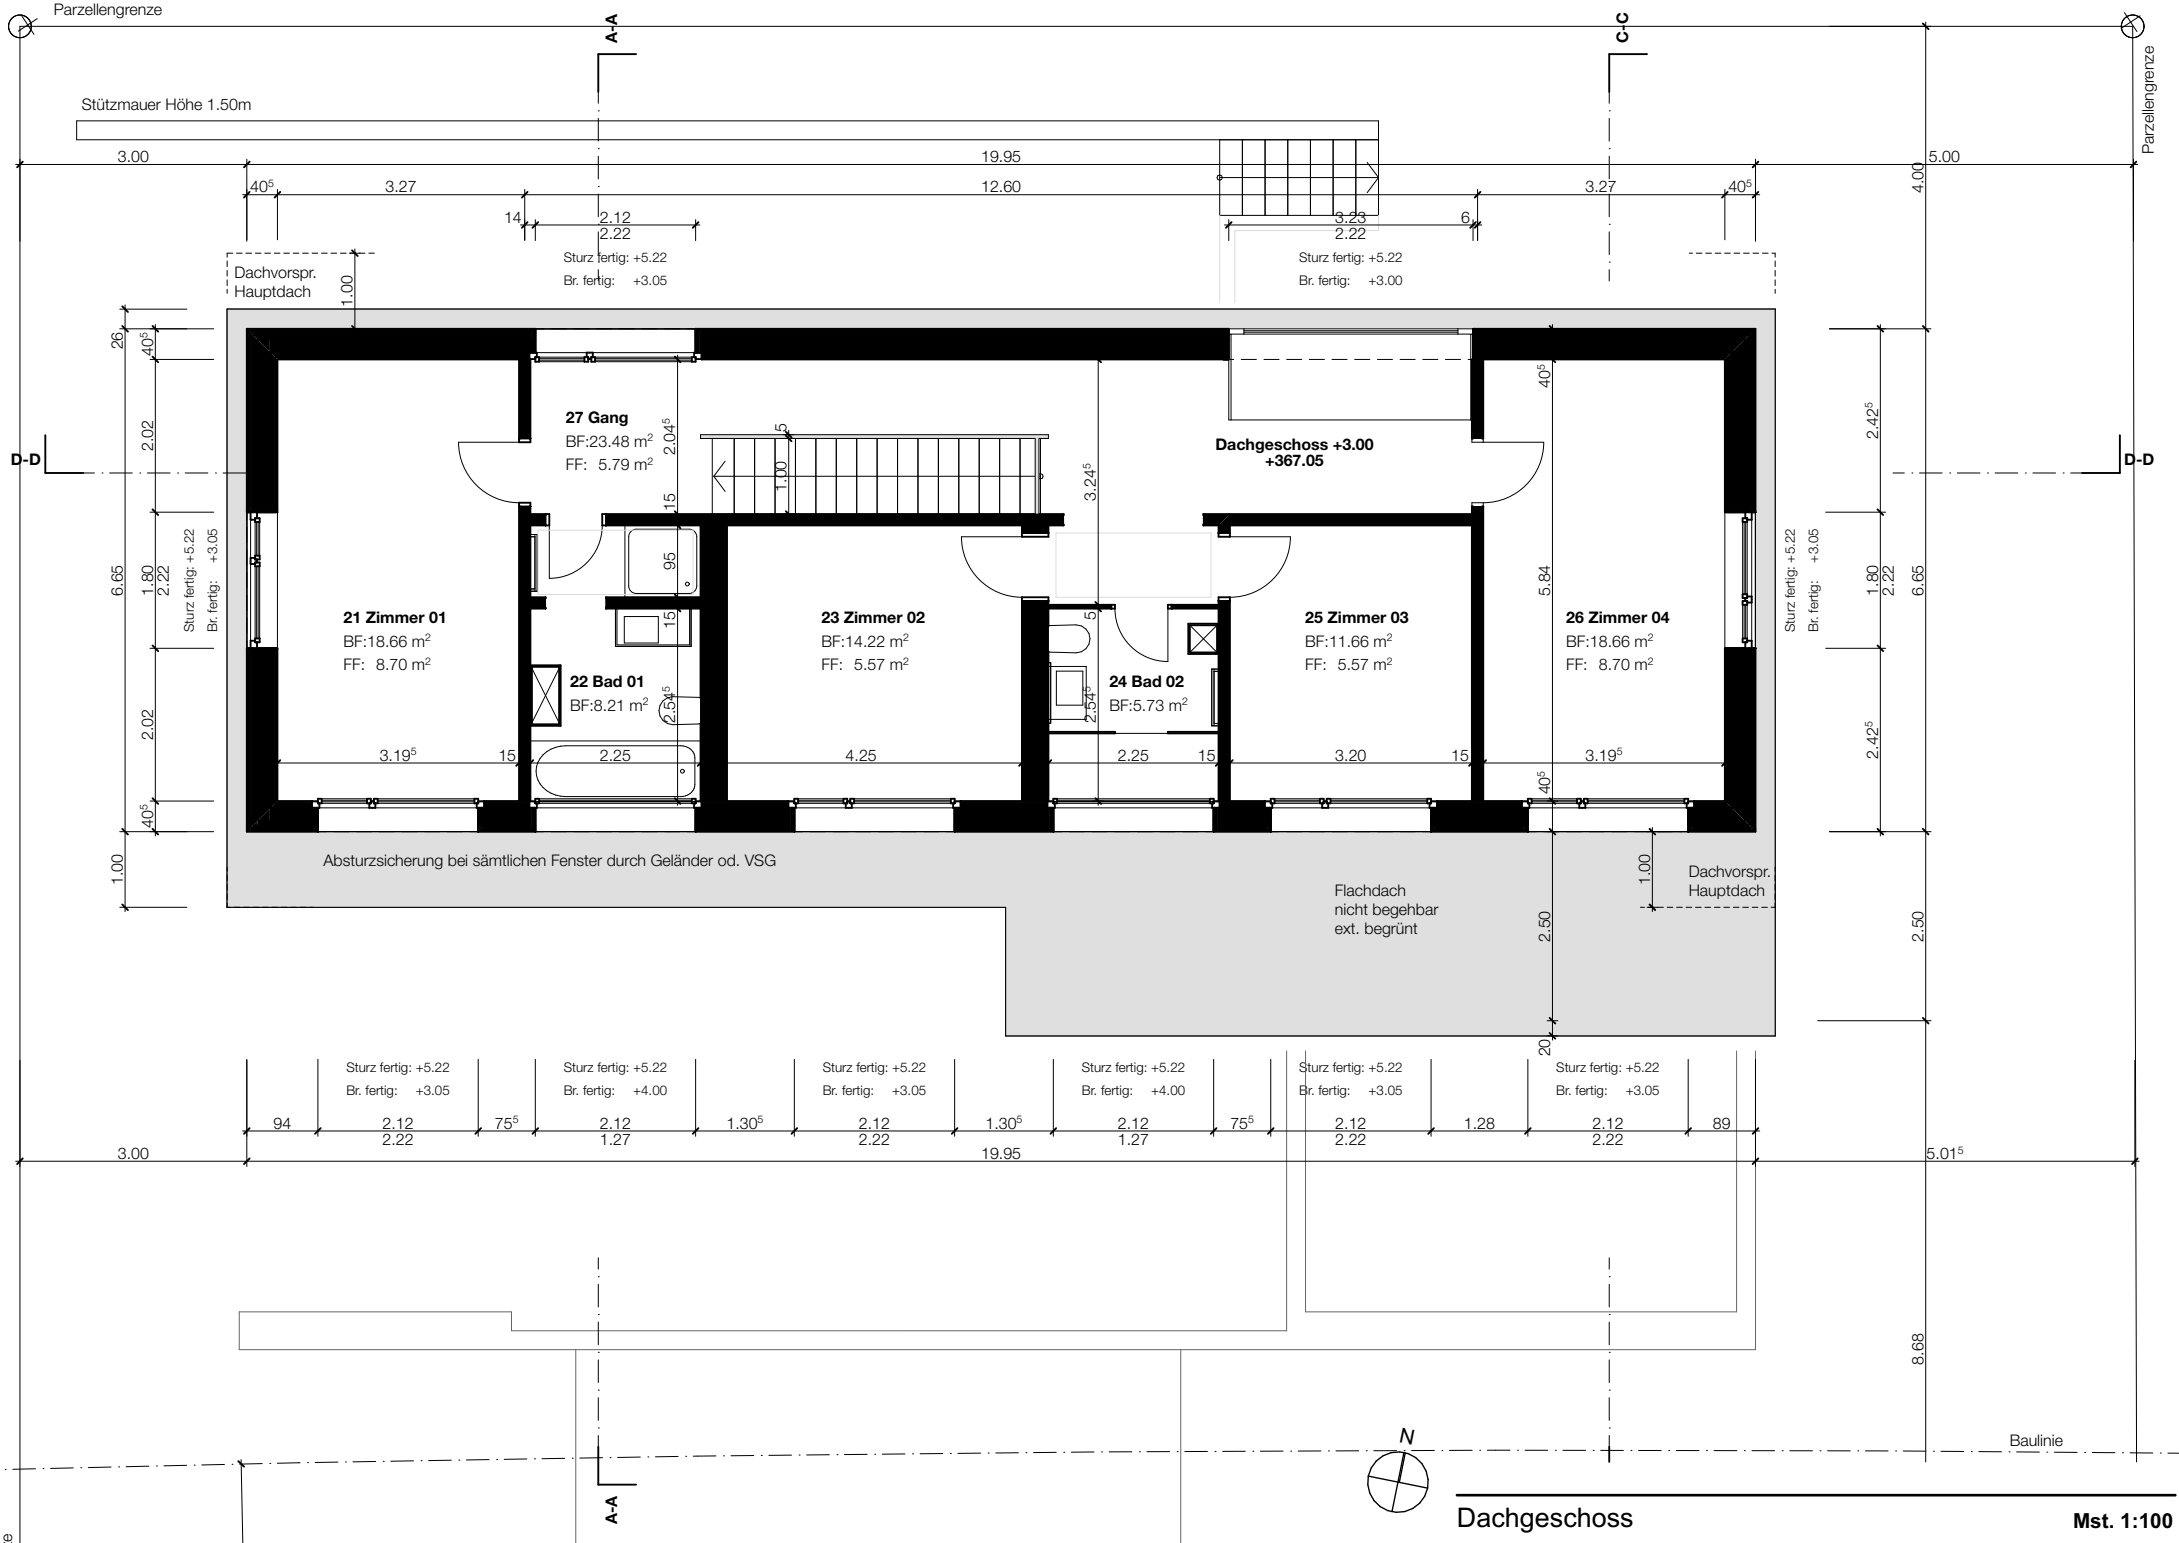 Parzellengrenze
A-A
C-C
Parzellengrenze
Stützmauer Höhe 1.50m
3.00
19.95
5.00
4.00
40⁵
3.27
12.60
3.27
40⁵
14
2.12
2.22
3.23
2.22
6
Sturz fertig: +5.22
Br. fertig: +3.05
Sturz fertig: +5.22
Br. fertig: +3.00
Dachvorspr.
Hauptdach
1.00
26
40⁵
2.02
1.80
2.22
2.02
40⁵
6.65
1.00
Sturz fertig: +5.22
Br. fertig: +3.05
D-D
D-D
27 Gang
BF:23.48 m²
FF: 5.79 m²
2.04⁵
15
5
1.00
3.24⁵
Dachgeschoss +3.00
+367.05
40⁵
5.84
40⁵
21 Zimmer 01
BF:18.66 m²
FF: 8.70 m²
95
15
2.54⁵
22 Bad 01
BF:8.21 m²
23 Zimmer 02
BF:14.22 m²
FF: 5.57 m²
5
2.54⁵
24 Bad 02
BF:5.73 m²
25 Zimmer 03
BF:11.66 m²
FF: 5.57 m²
26 Zimmer 04
BF:18.66 m²
FF: 8.70 m²
3.19⁵
15
2.25
4.25
2.25
15
3.20
15
3.19⁵
Sturz fertig: +5.22
Br. fertig: +3.05
2.42⁵
1.80
2.22
2.42⁵
6.65
2.50
8.68
Absturzsicherung bei sämtlichen Fenster durch Geländer od. VSG
Flachdach
nicht begehbar
ext. begrünt
2.50
20
1.00
Dachvorspr.
Hauptdach
Sturz fertig: +5.22
Br. fertig: +3.05
Sturz fertig: +5.22
Br. fertig: +4.00
Sturz fertig: +5.22
Br. fertig: +3.05
Sturz fertig: +5.22
Br. fertig: +4.00
Sturz fertig: +5.22
Br. fertig: +3.05
Sturz fertig: +5.22
Br. fertig: +3.05
94
2.12
2.22
75⁵
2.12
1.27
1.30⁵
2.12
2.22
1.30⁵
2.12
1.27
75⁵
2.12
2.22
1.28
2.12
2.22
89
3.00
19.95
5.01⁵
Baulinie
N
A-A
Dachgeschoss
Mst. 1:100